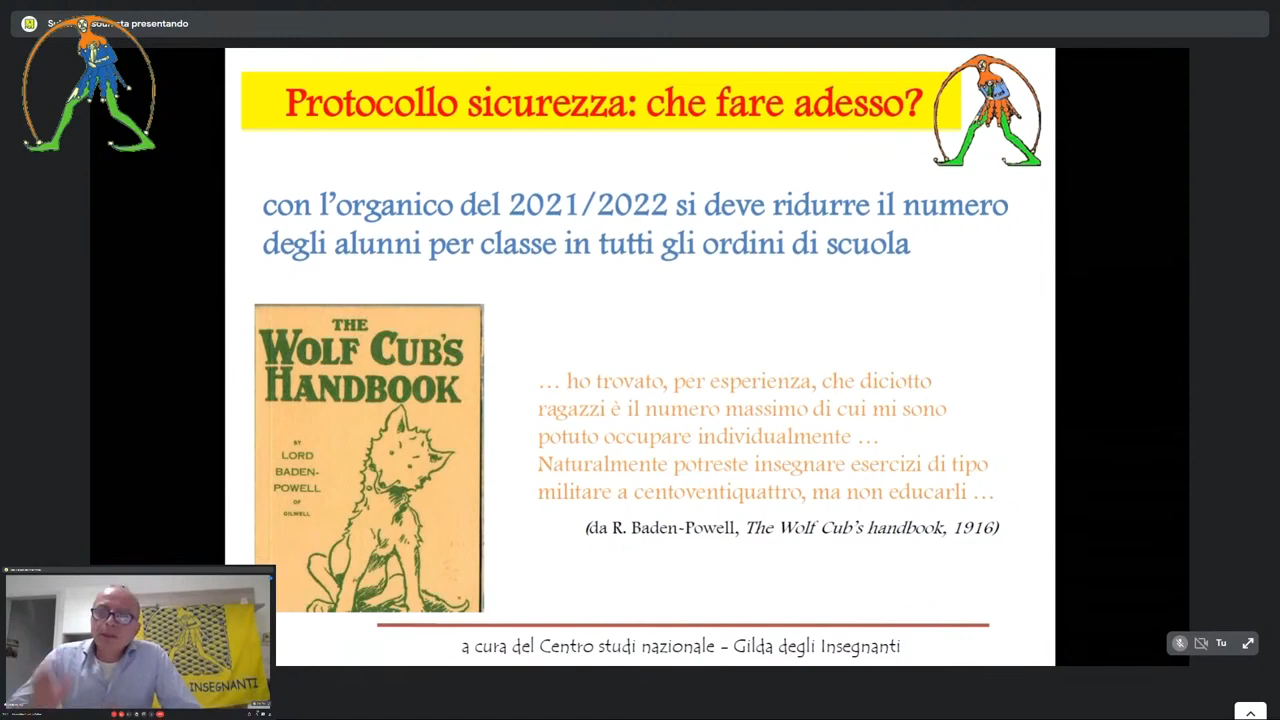 sta presentando
Protocollo sicurezza: che fare adesso?
con l'organico del 2021/2022 si deve ridurre il numero
degli alunni per classe in tutti gli ordini di scuola
THE
WOLF CUB'S
HANDBOOK
BY
LORD
BADEN-
POWELL
OF
GILWELL
… ho trovato, per esperienza, che diciotto
ragazzi è il numero massimo di cui mi sono
potuto occupare individualmente …
Naturalmente potreste insegnare esercizi di tipo
militare a centoventiquattro, ma non educarli …
(da R. Baden-Powell, The Wolf Cub's handbook, 1916)
a cura del Centro studi nazionale - Gilda degli Insegnanti
INSEGNANTI
Tu